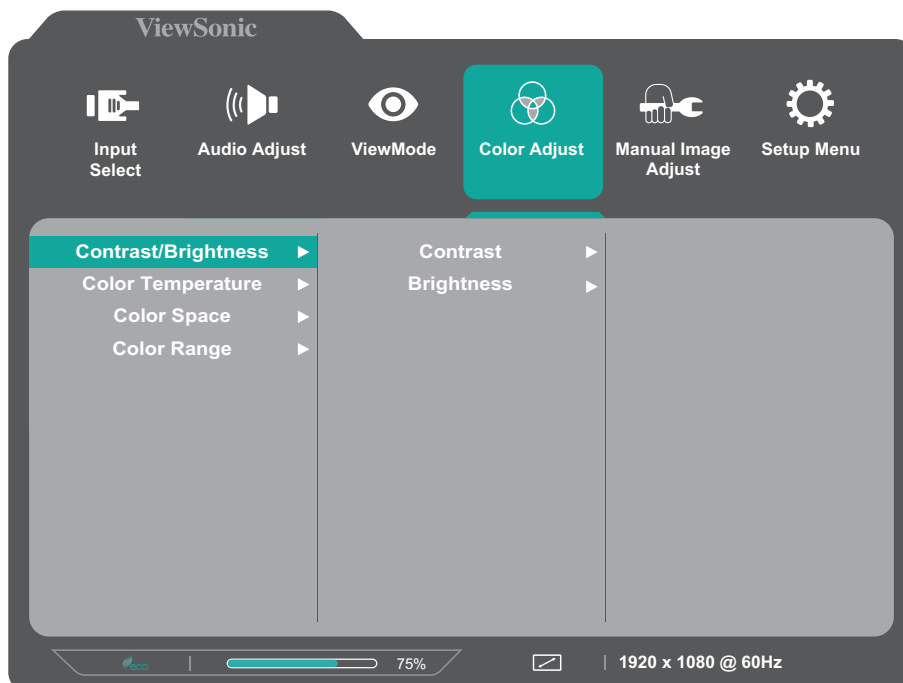 ViewSonic
Input
Select
Audio Adjust
ViewMode
Color Adjust
Manual Image
Adjust
Setup Menu
Contrast/Brightness
Color Temperature
Color Space
Color Range
Contrast
Brightness
eco
75%
1920 x 1080 @ 60Hz